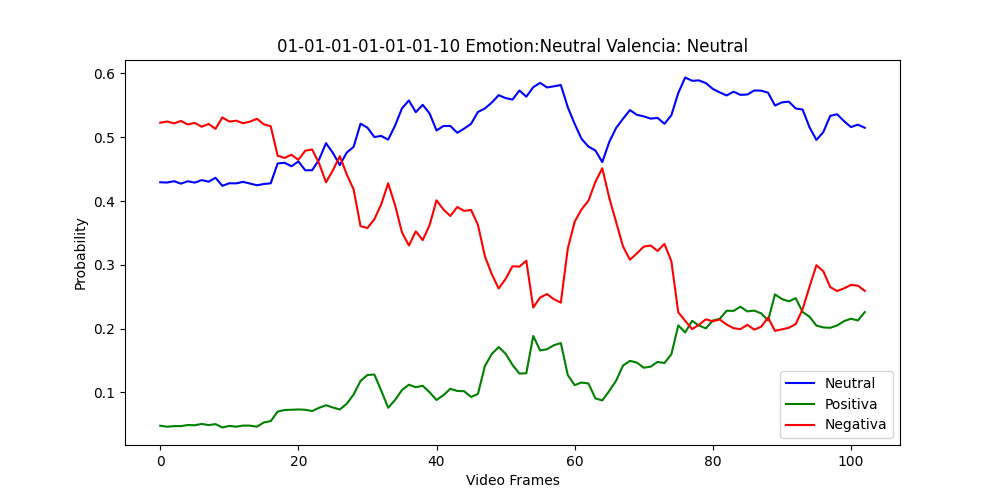 01-01-01-01-01-01-10 Emotion:Neutral Valencia: Neutral
0.6
0.5
0.4
0.3
0.2
0.1
Probability
0 20 40 60 80 100
Video Frames
Neutral
Positiva
Negativa